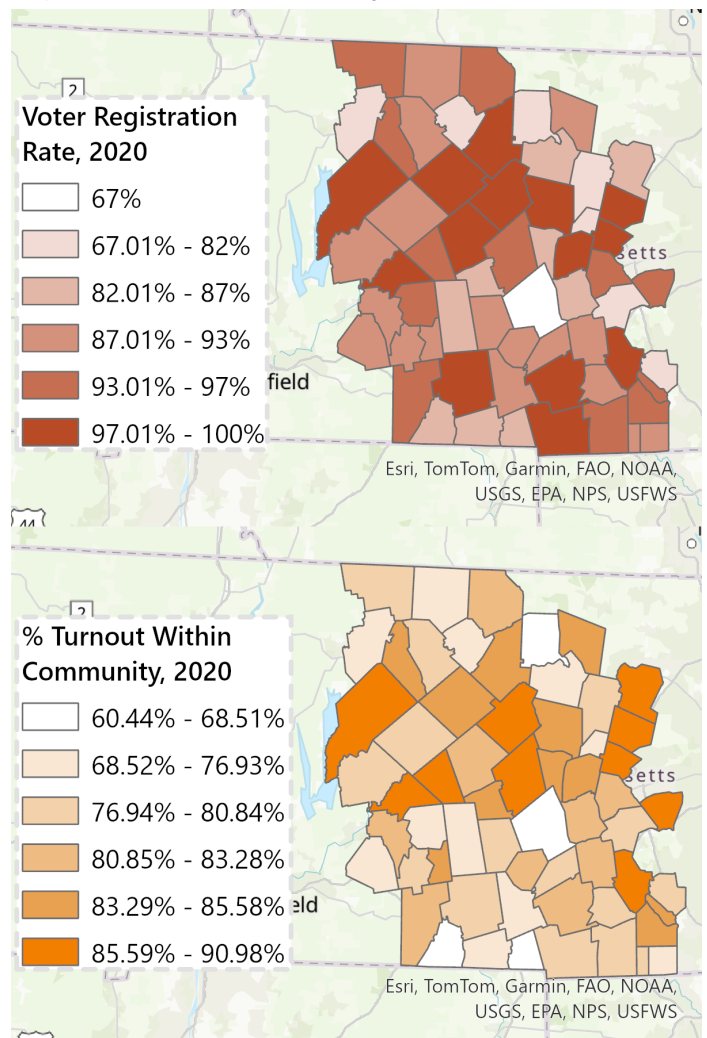 2
Voter Registration
Rate, 2020
67%
67.01% - 82%
82.01% - 87%
87.01% - 93%
93.01% - 97%
97.01% - 100%
setts
field
Esri, TomTom, Garmin, FAO, NOAA,
USGS, EPA, NPS, USFWS
44
2
% Turnout Within
Community, 2020
60.44% - 68.51%
68.52% - 76.93%
76.94% - 80.84%
80.85% - 83.28%
83.29% - 85.58%
85.59% - 90.98%
setts
eld
Esri, TomTom, Garmin, FAO, NOAA,
USGS, EPA, NPS, USFWS